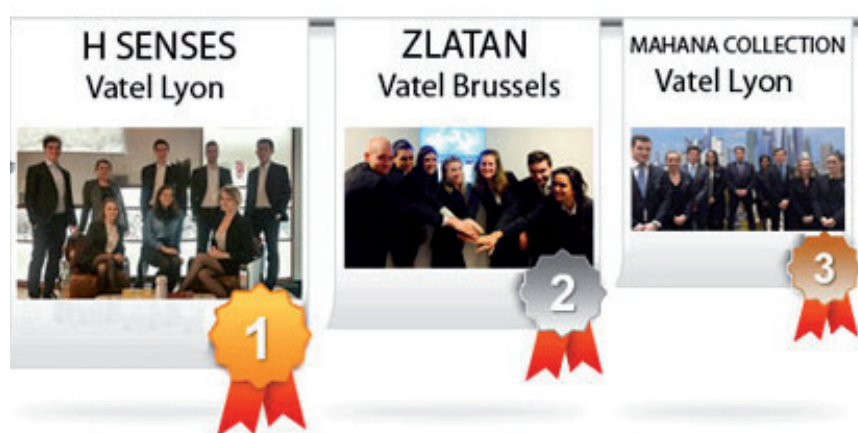 H SENSES
Vatel Lyon
1
ZLATAN
Vatel Brussels
2
MAHANA COLLECTION
Vatel Lyon
3